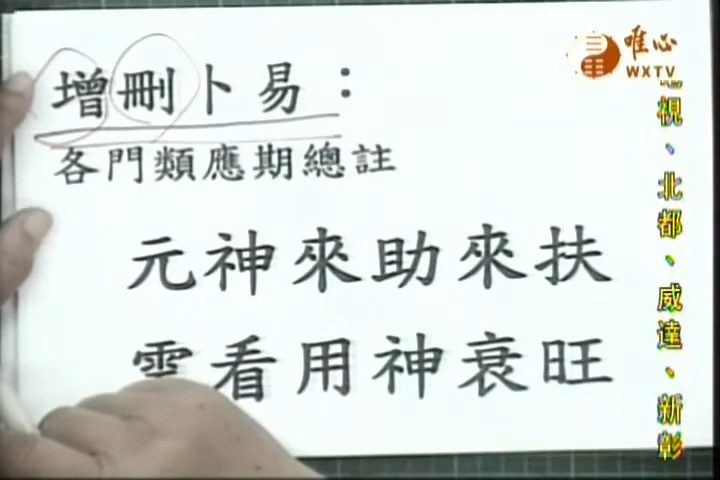 增刪卜易：
各門類應期總註
元神來助來扶
需看用神衰旺
唯心
WXTV
視、北都、威達、新彰